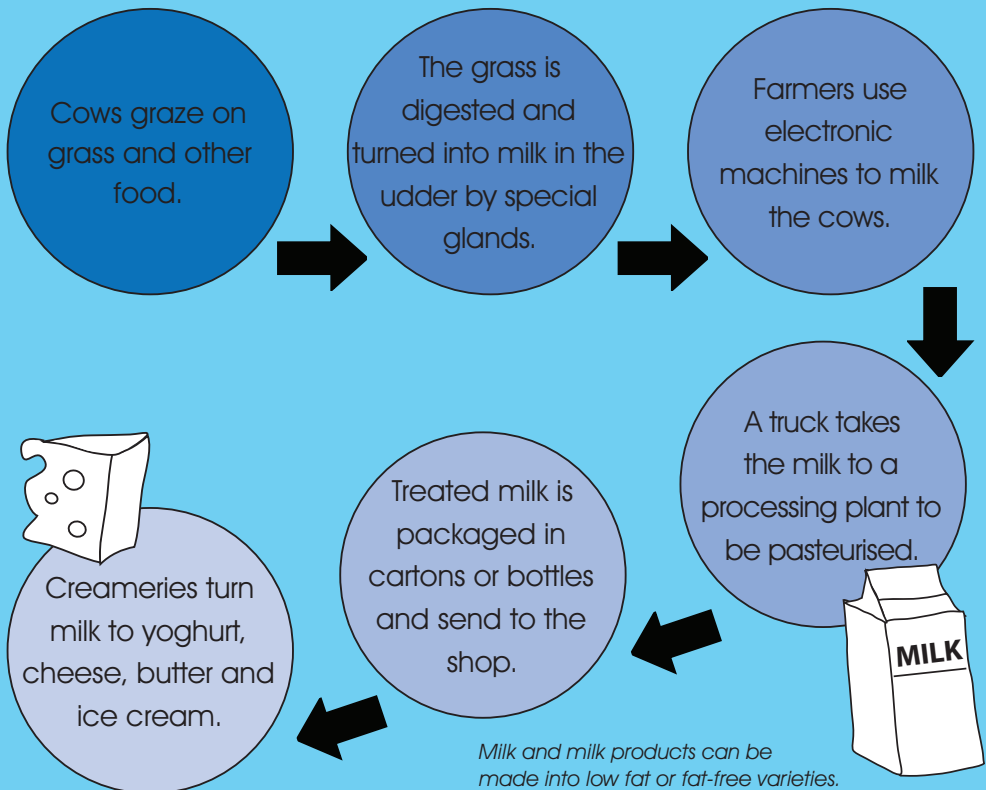 Cows graze on
grass and other
food.
The grass is
digested and
turned into milk in the
udder by special
glands.
Farmers use
electronic
machines to milk
the cows.
A truck takes
the milk to a
processing plant to
be pasteurised.
MILK
Treated milk is
packaged in
cartons or bottles
and send to the
shop.
Creameries turn
milk to yoghurt,
cheese, butter and
ice cream.
Milk and milk products can be
made into low fat or fat-free varieties.